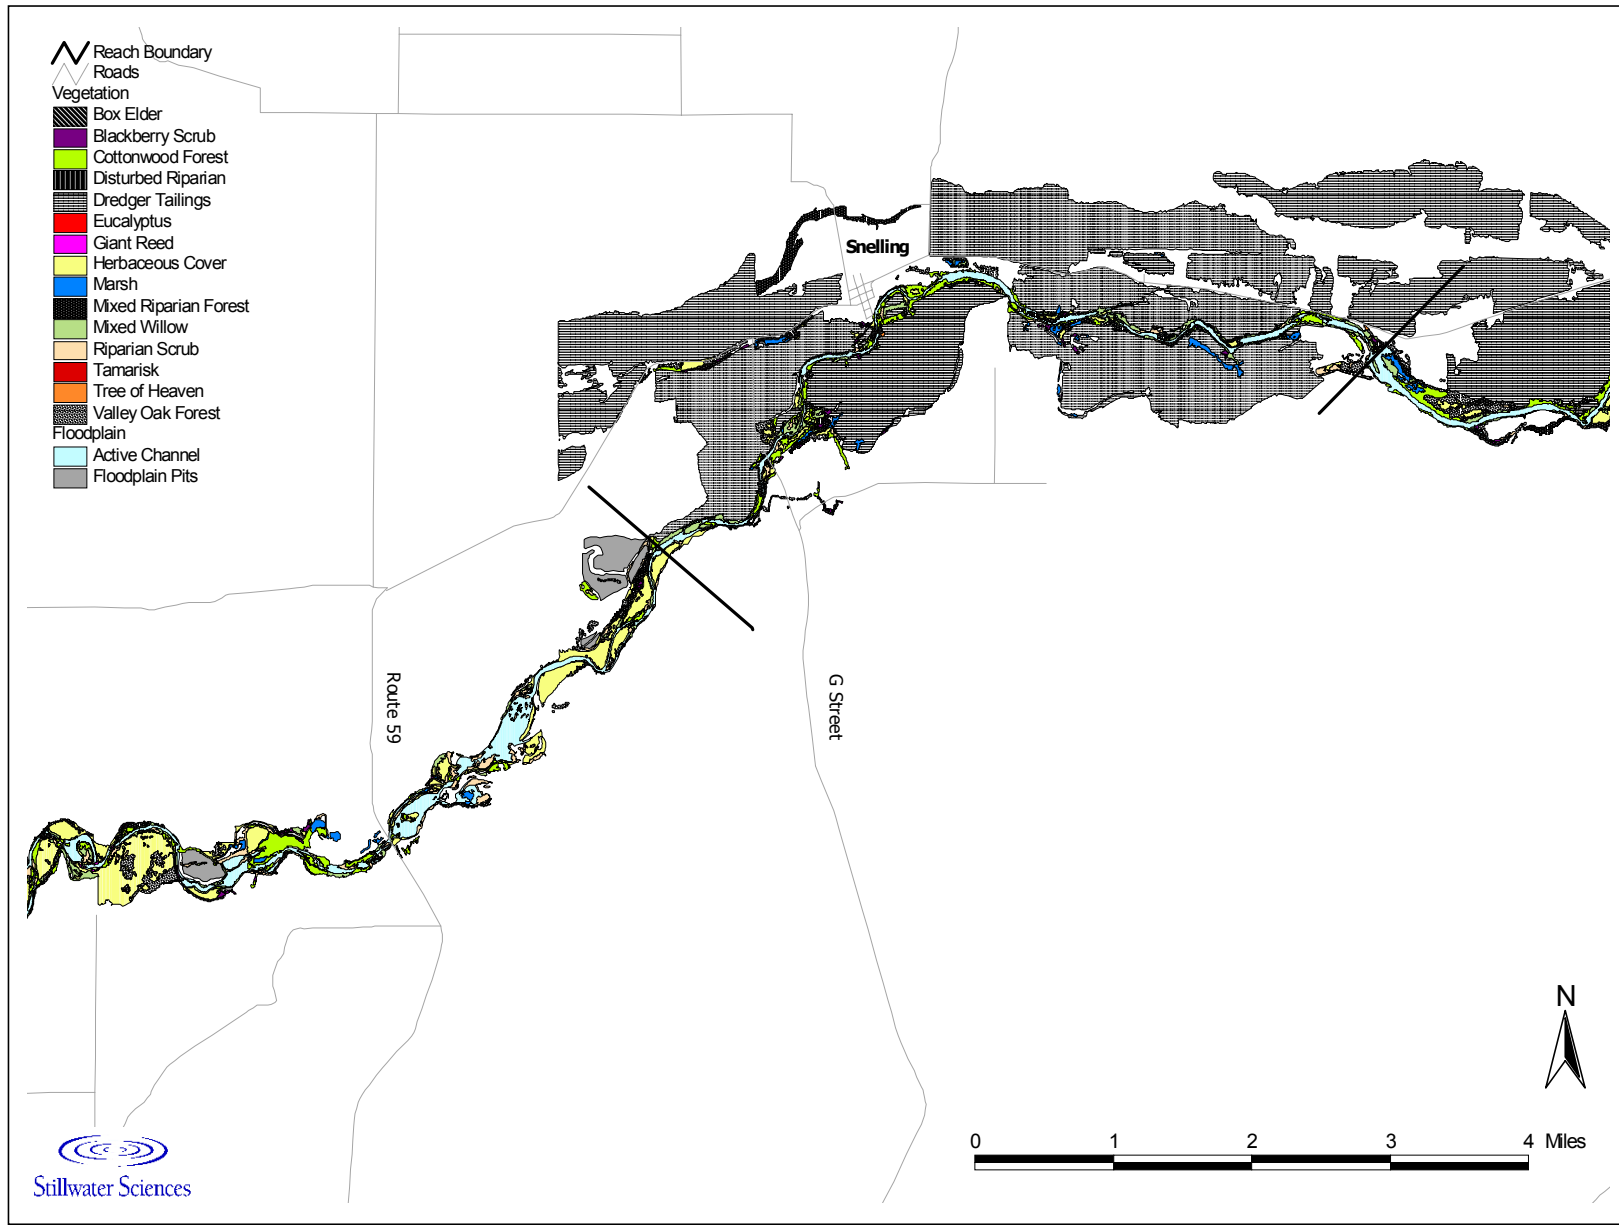 Reach Boundary
Roads
Vegetation
Box Elder
Blackberry Scrub
Cottonwood Forest
Disturbed Riparian
Dredger Tailings
Eucalyptus
Giant Reed
Herbaceous Cover
Marsh
Mixed Riparian Forest
Mixed Willow
Riparian Scrub
Tamarisk
Tree of Heaven
Valley Oak Forest
Floodplain
Active Channel
Floodplain Pits
Snelling
Route 59
G Street
N
0 1 2 3 4 Miles
Stillwater Sciences